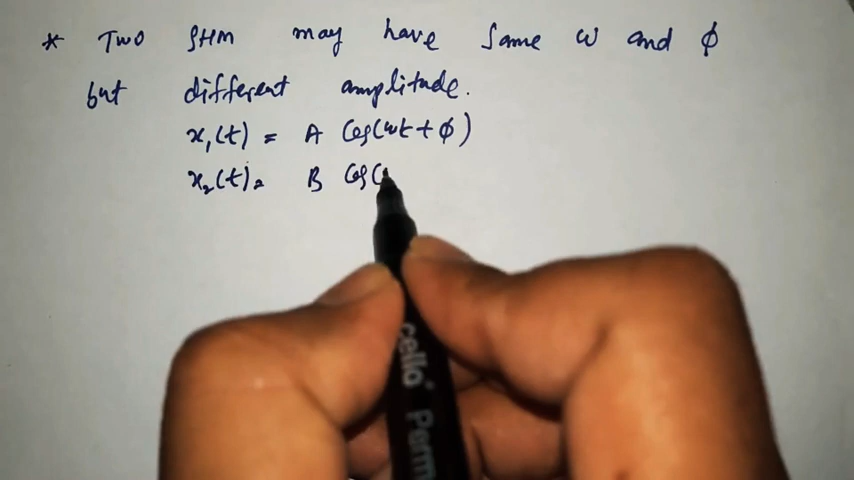 * Two SHM may have same ω and ϕ
but different amplitude.
x₁(t) = A Cos(ωt + ϕ)
x₂(t) = B Cos(
cello® Perm